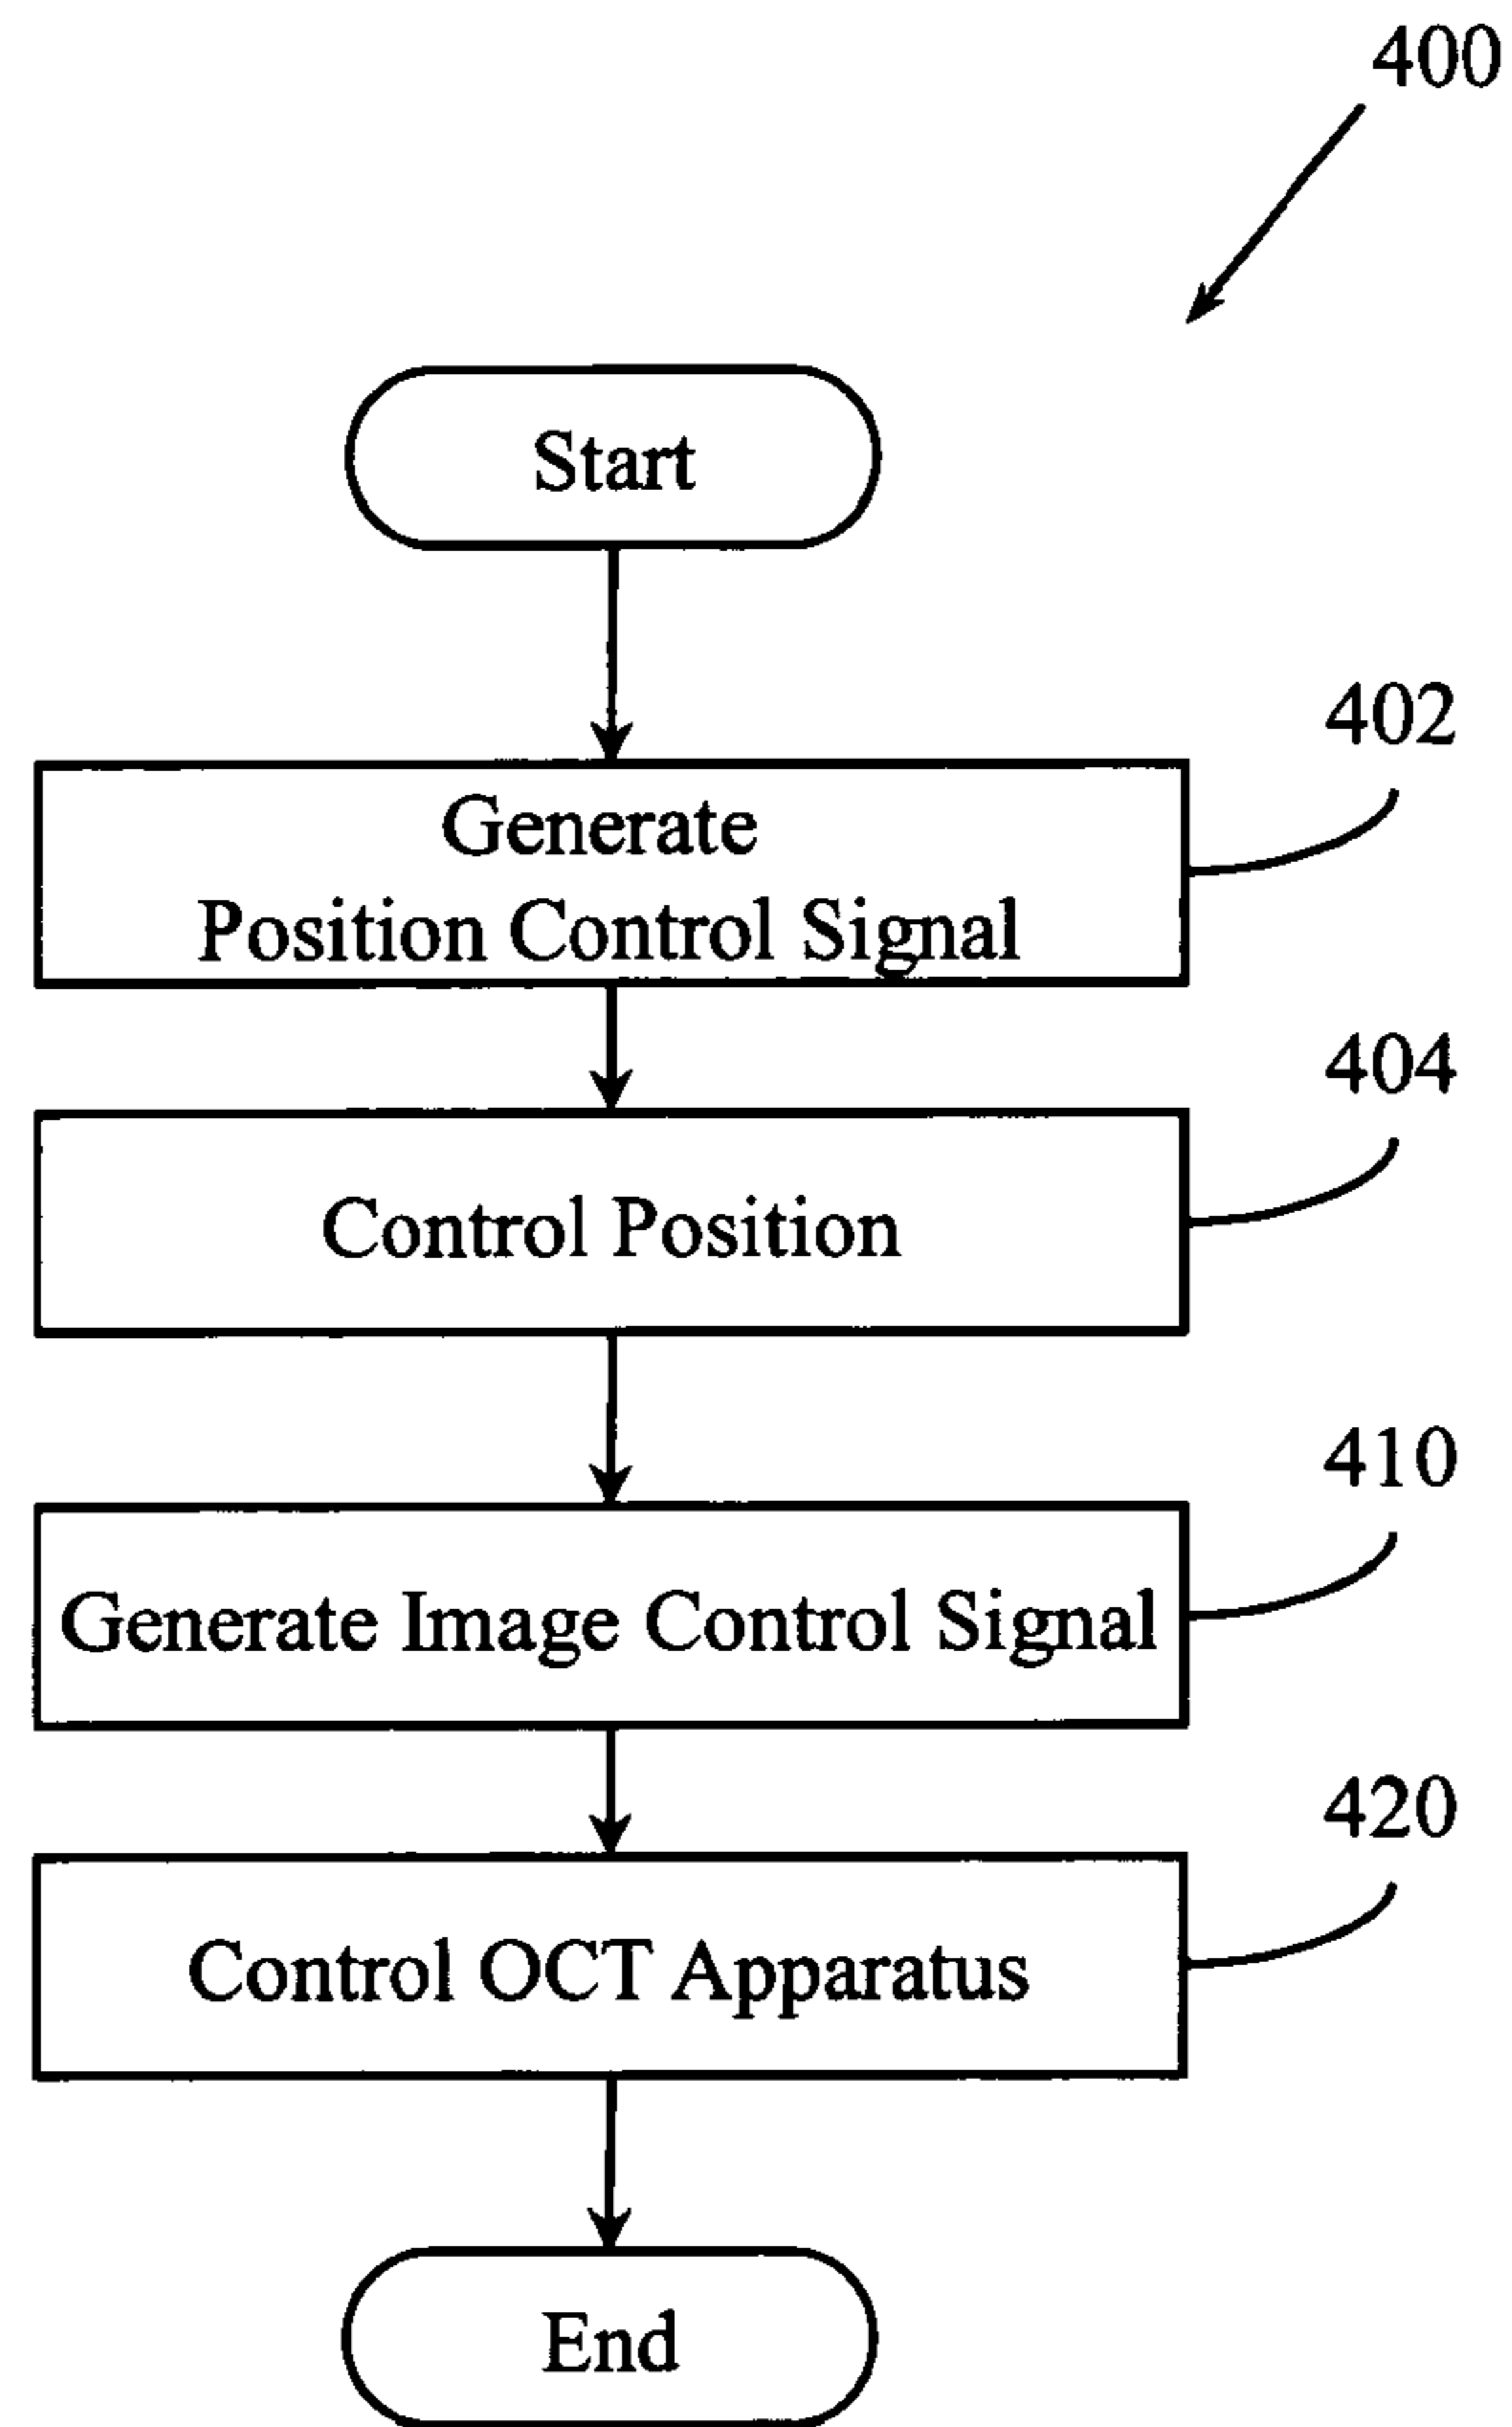 400
Start
402
Generate
Position Control Signal
404
Control Position
410
Generate Image Control Signal
420
Control OCT Apparatus
End